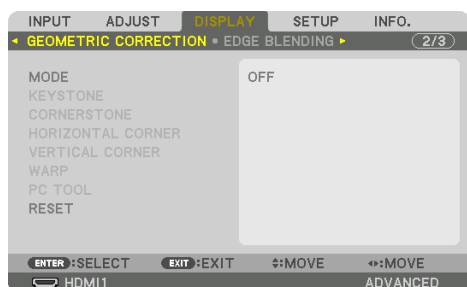 INPUT ADJUST DISPLAY SETUP INFO.
◂ GEOMETRIC CORRECTION • EDGE BLENDING ▸ 2/3
MODE OFF
KEYSTONE
CORNERSTONE
HORIZONTAL CORNER
VERTICAL CORNER
WARP
PC TOOL
RESET
ENTER :SELECT EXIT :EXIT ♦:MOVE ◂▸:MOVE
HDMI1 ADVANCED